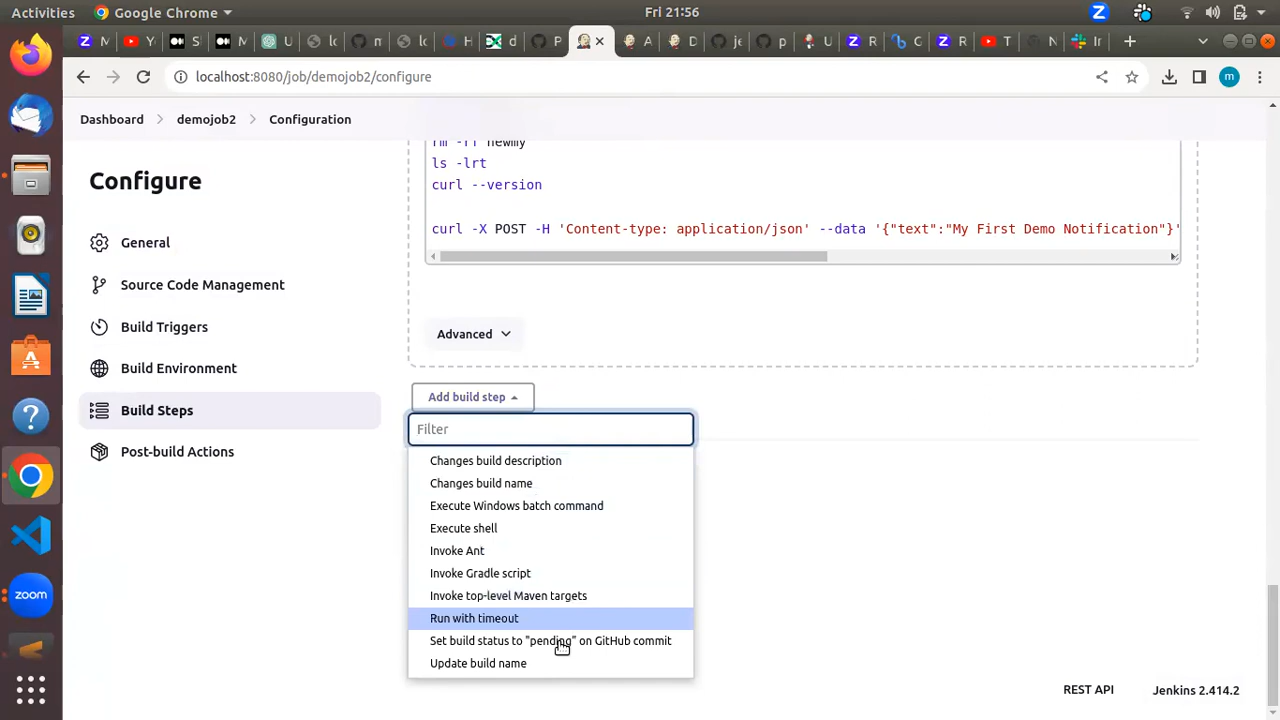 Activities
Google Chrome
Fri 21:56
localhost:8080/job/demojob2/configure
m
Dashboard
demojob2
Configuration
Configure
General
Source Code Management
Build Triggers
Build Environment
Build Steps
Post-build Actions
rm -rf newmy
ls -lrt
curl --version
curl -X POST -H 'Content-type: application/json' --data '{"text":"My First Demo Notification"}'
Advanced
Add build step
Filter
Changes build description
Changes build name
Execute Windows batch command
Execute shell
Invoke Ant
Invoke Gradle script
Invoke top-level Maven targets
Run with timeout
Set build status to "pending" on GitHub commit
Update build name
REST API
Jenkins 2.414.2
zoom